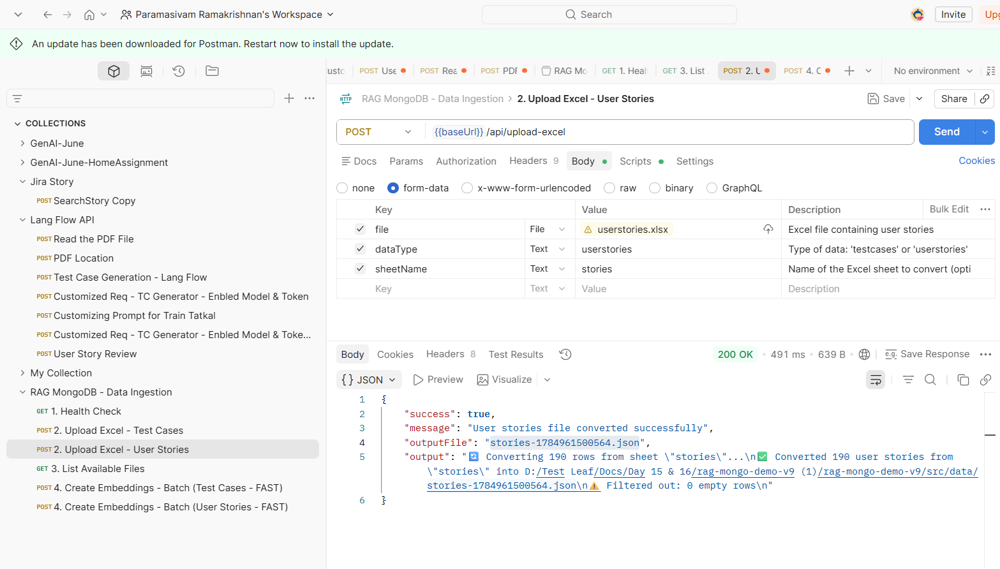 Paramasivam Ramakrishnan's Workspace
Search
Invite
Upg
An update has been downloaded for Postman. Restart now to install the update.
usto
POST Use
POST Rea
POST PDF
RAG Mo
GET 1. Heal
GET 3. List
POST 2. U
POST 4. C
No environment
COLLECTIONS
GenAI-June
GenAI-June-HomeAssignment
Jira Story
POST SearchStory Copy
Lang Flow API
POST Read the PDF File
POST PDF Location
POST Test Case Generation - Lang Flow
POST Customized Req - TC Generator - Enbled Model & Token
POST Customizing Prompt for Train Tatkal
POST Customized Req - TC Generator - Enbled Model & Toke...
POST User Story Review
My Collection
RAG MongoDB - Data Ingestion
GET 1. Health Check
POST 2. Upload Excel - Test Cases
POST 2. Upload Excel - User Stories
GET 3. List Available Files
POST 4. Create Embeddings - Batch (Test Cases - FAST)
POST 4. Create Embeddings - Batch (User Stories - FAST)
HTTP RAG MongoDB - Data Ingestion > 2. Upload Excel - User Stories
Save
Share
POST {{baseUrl}} /api/upload-excel
Send
Docs Params Authorization Headers 9 Body Scripts Settings
Cookies
none form-data x-www-form-urlencoded raw binary GraphQL
Key Value Description Bulk Edit
file File userstories.xlsx Excel file containing user stories
dataType Text userstories Type of data: 'testcases' or 'userstories'
sheetName Text stories Name of the Excel sheet to convert (opti
Key Text Value Description
Body Cookies Headers 8 Test Results
200 OK 491 ms 639 B
e.g. Save Response
{} JSON Preview Visualize
1 {
2 "success": true,
3 "message": "User stories file converted successfully",
4 "outputFile": "stories-1784961500564.json",
5 "output": "🔄 Converting 190 rows from sheet \"stories\"...\n✅ Converted 190 user stories from
\"stories\" into D:/Test Leaf/Docs/Day 15 & 16/rag-mongo-demo-v9 (1)/rag-mongo-demo-v9/src/data/
stories-1784961500564.json\n⚠️ Filtered out: 0 empty rows\n"
6 }